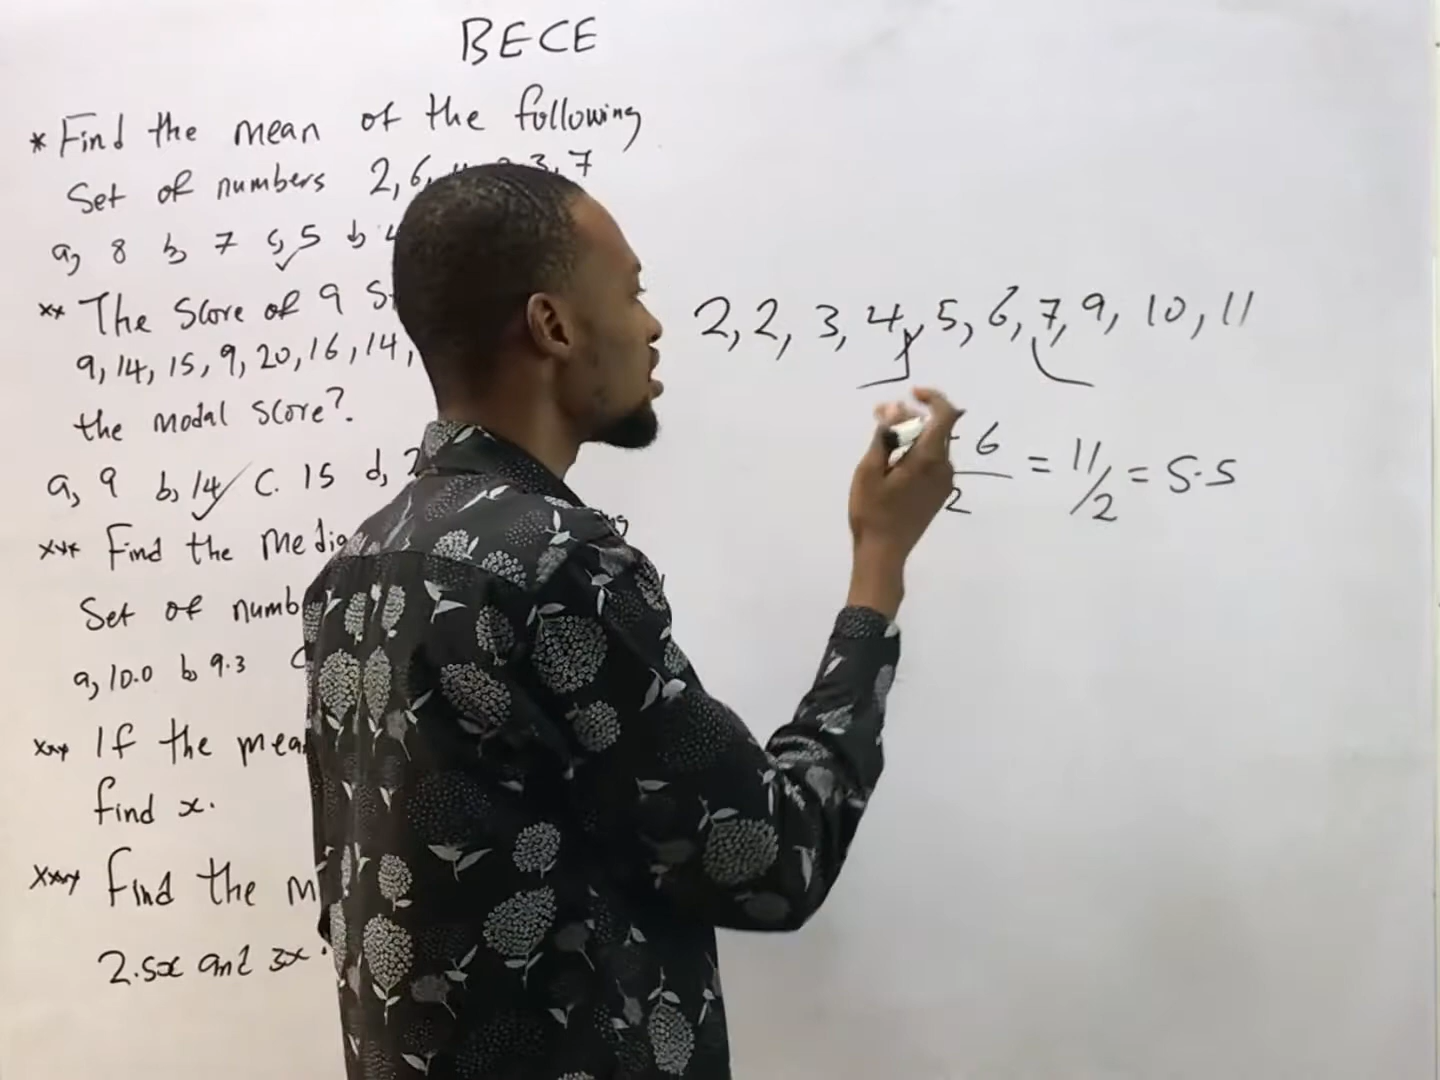 BECE
* Find the mean of the following
Set of numbers 2, 6, 3, 7
a, 8 b, 7 c, 5 d
** The score of 9 S
9, 14, 15, 9, 20, 16, 14,
the modal score?
a, 9 b, 14 c. 15 d, 2
Find the Media
Set of numb
a, 10.0 b, 9.3 c
If the mea
find x.
Find the m
2.5x and 3x
2, 2, 3, 4, 5, 6, 7, 9, 10, 11
+ 6
2
= 11/2 = 5.5